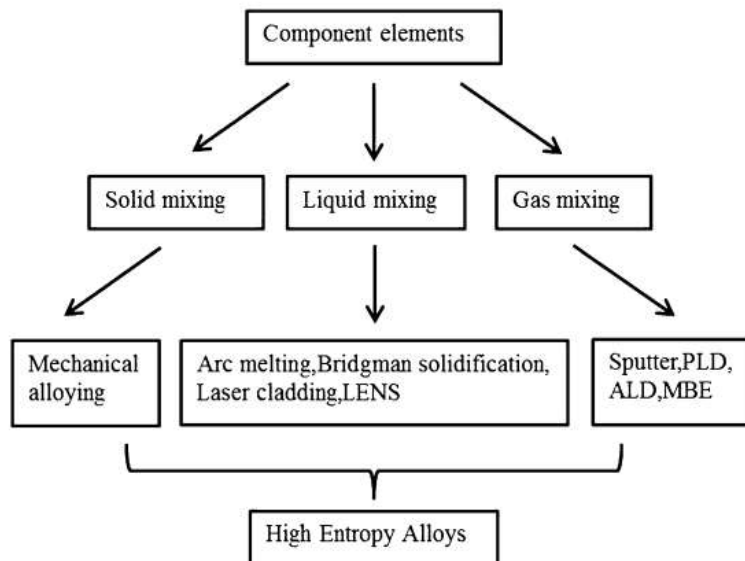 Component elements
Solid mixing
Liquid mixing
Gas mixing
Mechanical
alloying
Arc melting,Bridgman solidification,
Laser cladding,LENS
Sputter,PLD,
ALD,MBE
High Entropy Alloys